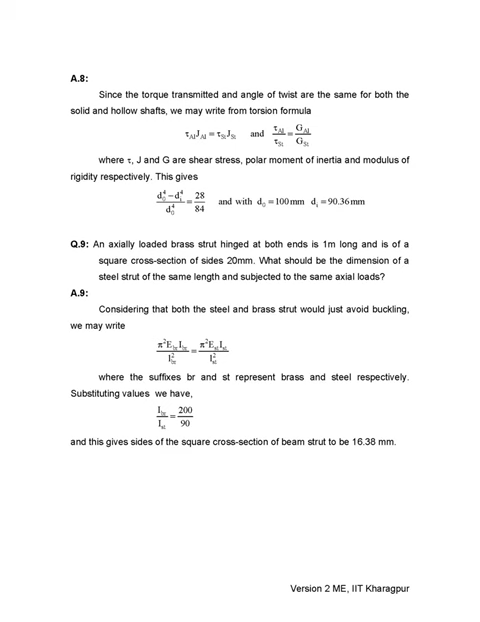 A.8:
Since the torque transmitted and angle of twist are the same for both the
solid and hollow shafts, we may write from torsion formula
τ_Al J_Al = τ_St J_St and τ_Al / τ_St = G_Al / G_St
where τ, J and G are shear stress, polar moment of inertia and modulus of
rigidity respectively. This gives
(d_0^4 − d_i^4) / d_0^4 = 28 / 84 and with d_0 = 100 mm d_i = 90.36 mm
Q.9: An axially loaded brass strut hinged at both ends is 1m long and is of a
square cross-section of sides 20mm. What should be the dimension of a
steel strut of the same length and subjected to the same axial loads?
A.9:
Considering that both the steel and brass strut would just avoid buckling,
we may write
π²E_br I_br / l_br² = π²E_st I_st / l_st²
where the suffixes br and st represent brass and steel respectively.
Substituting values we have,
I_br / I_st = 200 / 90
and this gives sides of the square cross-section of beam strut to be 16.38 mm.
Version 2 ME, IIT Kharagpur